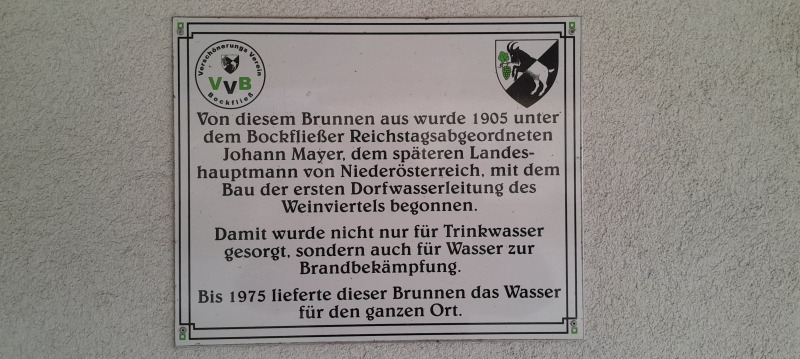 Verschönerungs Verein
VVB
Bockfließ
Von diesem Brunnen aus wurde 1905 unter
dem Bockfließer Reichstagsabgeordneten
Johann Mayer, dem späteren Landes-
hauptmann von Niederösterreich, mit dem
Bau der ersten Dorfwasserleitung des
Weinviertels begonnen.
Damit wurde nicht nur für Trinkwasser
gesorgt, sondern auch für Wasser zur
Brandbekämpfung.
Bis 1975 lieferte dieser Brunnen das Wasser
für den ganzen Ort.